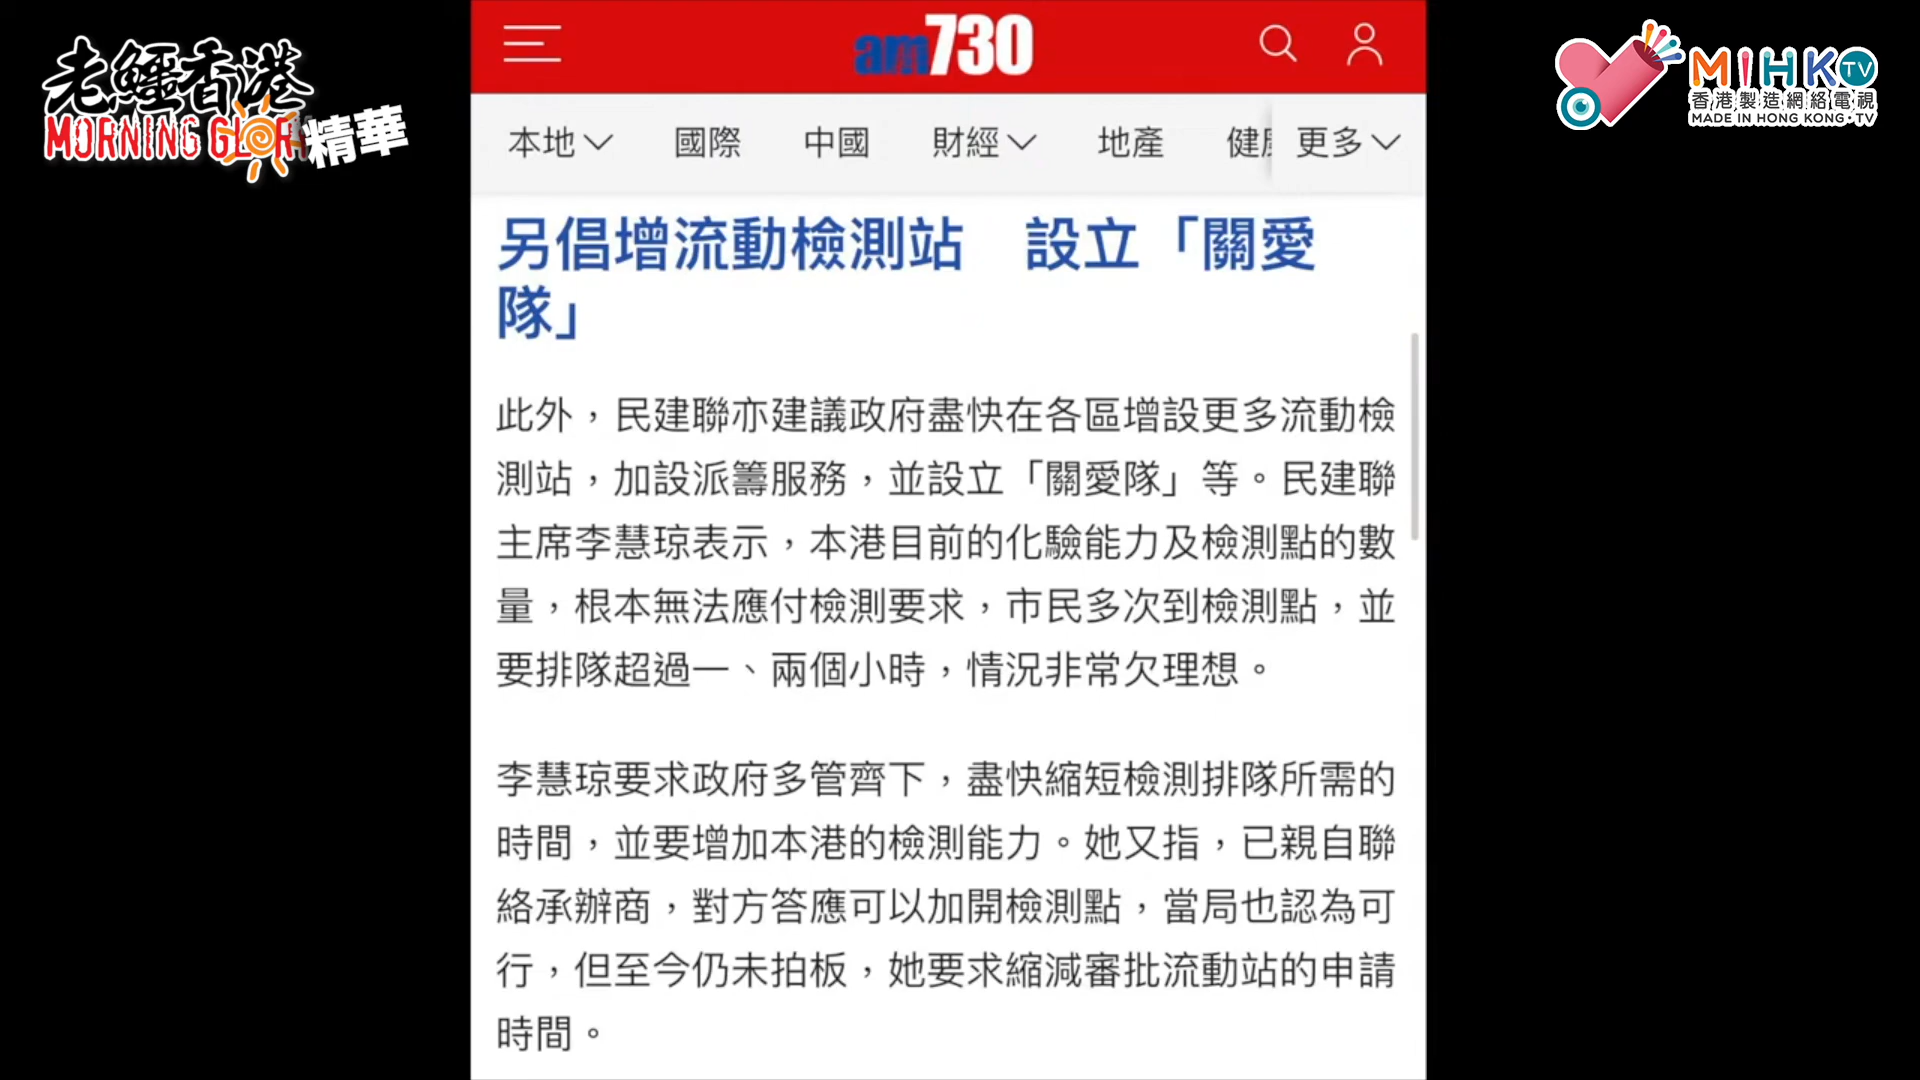 老鱷香港
MORNING GLOR
精華
am730
MIHK TV
香港製造網絡電視
MADE IN HONG KONG . TV
本地 國際 中國 財經 地產 健 更多
另倡增流動檢測站 設立「關愛
隊」
此外，民建聯亦建議政府盡快在各區增設更多流動檢
測站，加設派籌服務，並設立「關愛隊」等。民建聯
主席李慧琼表示，本港目前的化驗能力及檢測點的數
量，根本無法應付檢測要求，市民多次到檢測點，並
要排隊超過一、兩個小時，情況非常欠理想。
李慧琼要求政府多管齊下，盡快縮短檢測排隊所需的
時間，並要增加本港的檢測能力。她又指，已親自聯
絡承辦商，對方答應可以加開檢測點，當局也認為可
行，但至今仍未拍板，她要求縮減審批流動站的申請
時間。